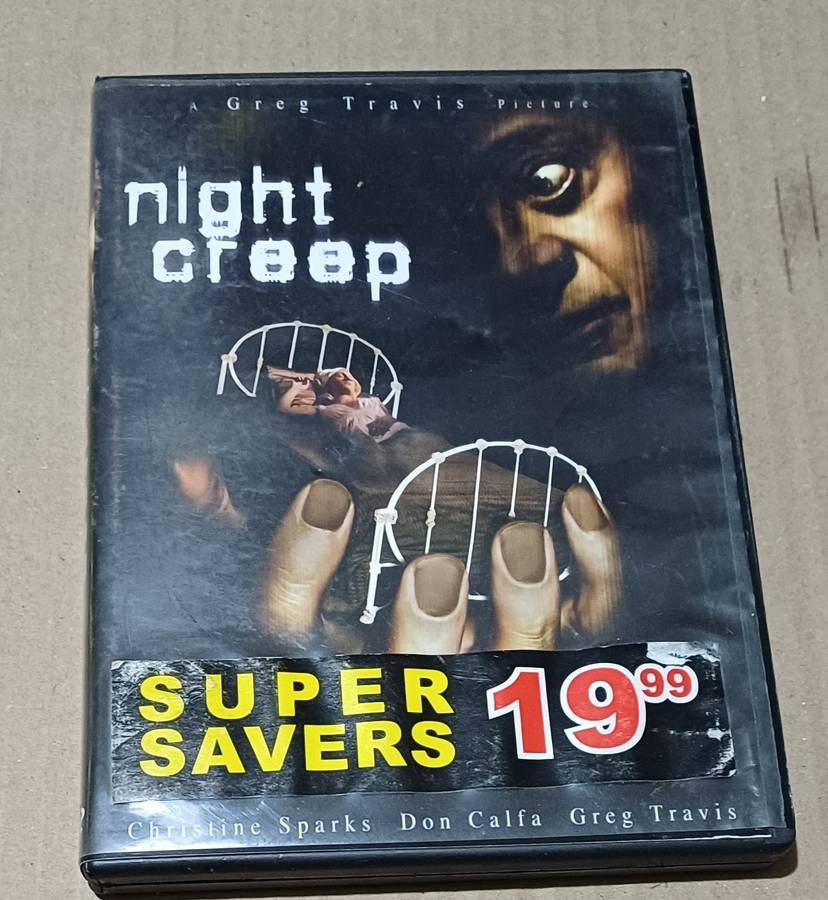 A Greg Travis Picture
night
creep
SUPER
SAVERS
19 99
Christine Sparks Don Calfa Greg Travis